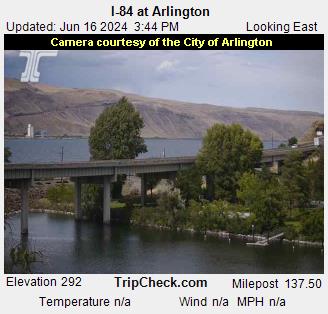 I-84 at Arlington
Updated: Jun 16 2024 3:44 PM Looking East
Camera courtesy of the City of Arlington
Elevation 292 TripCheck.com Milepost 137.50
Temperature n/a Wind n/a MPH n/a